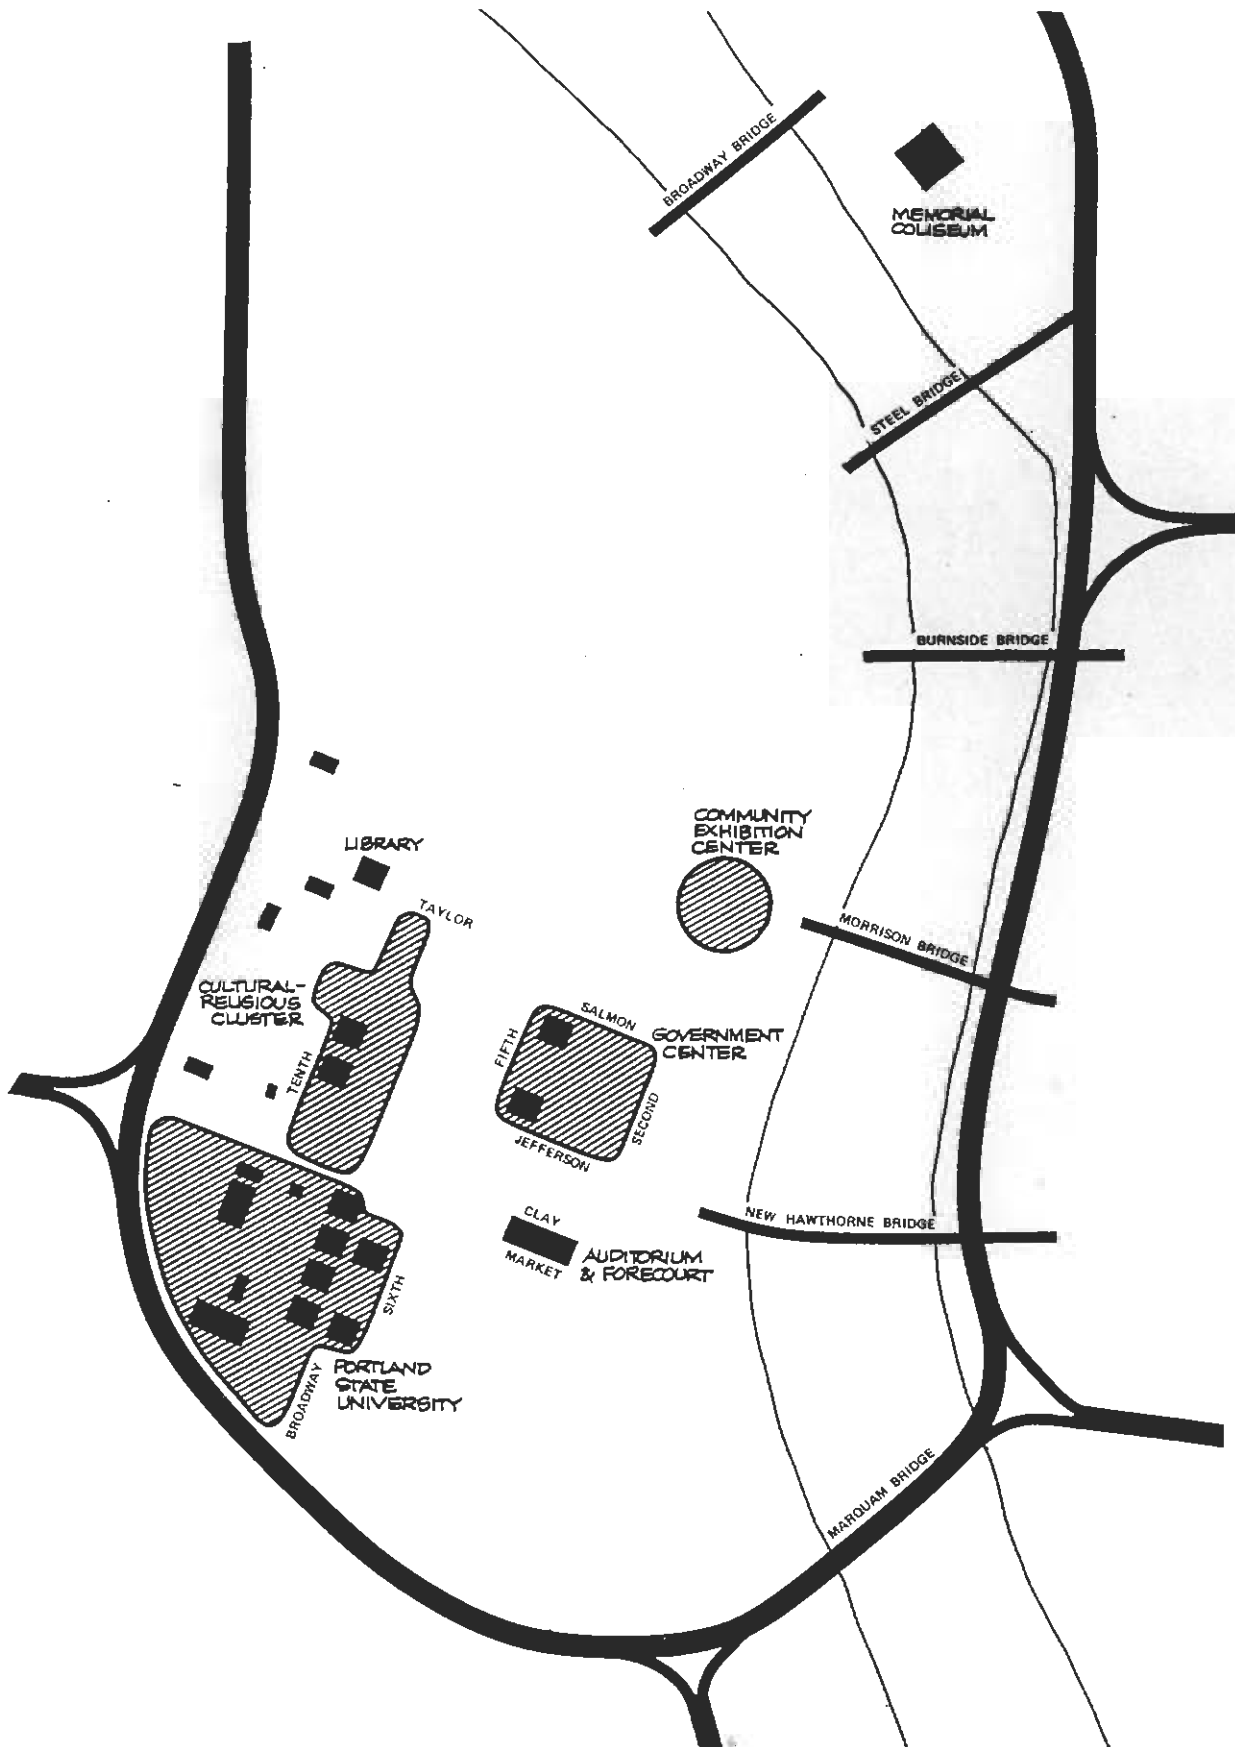 BROADWAY BRIDGE
MEMORIAL
COLISEUM
STEEL BRIDGE
BURNSIDE BRIDGE
COMMUNITY
EXHIBITION
CENTER
LIBRARY
TAYLOR
MORRISON BRIDGE
CULTURAL-
RELIGIOUS
CLUSTER
TENTH
SALMON
FIFTH
GOVERNMENT
CENTER
SECOND
JEFFERSON
CLAY
MARKET
AUDITORIUM
& FORECOURT
NEW HAWTHORNE BRIDGE
SIXTH
PORTLAND
STATE
UNIVERSITY
BROADWAY
MARQUAM BRIDGE